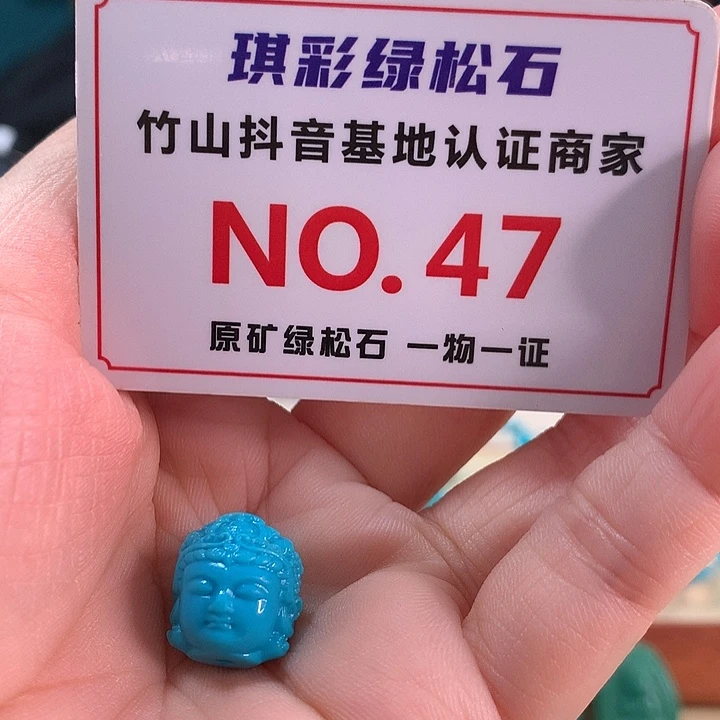 琪彩绿松石
竹山抖音基地认证商家
NO.47
原矿绿松石 一物一证